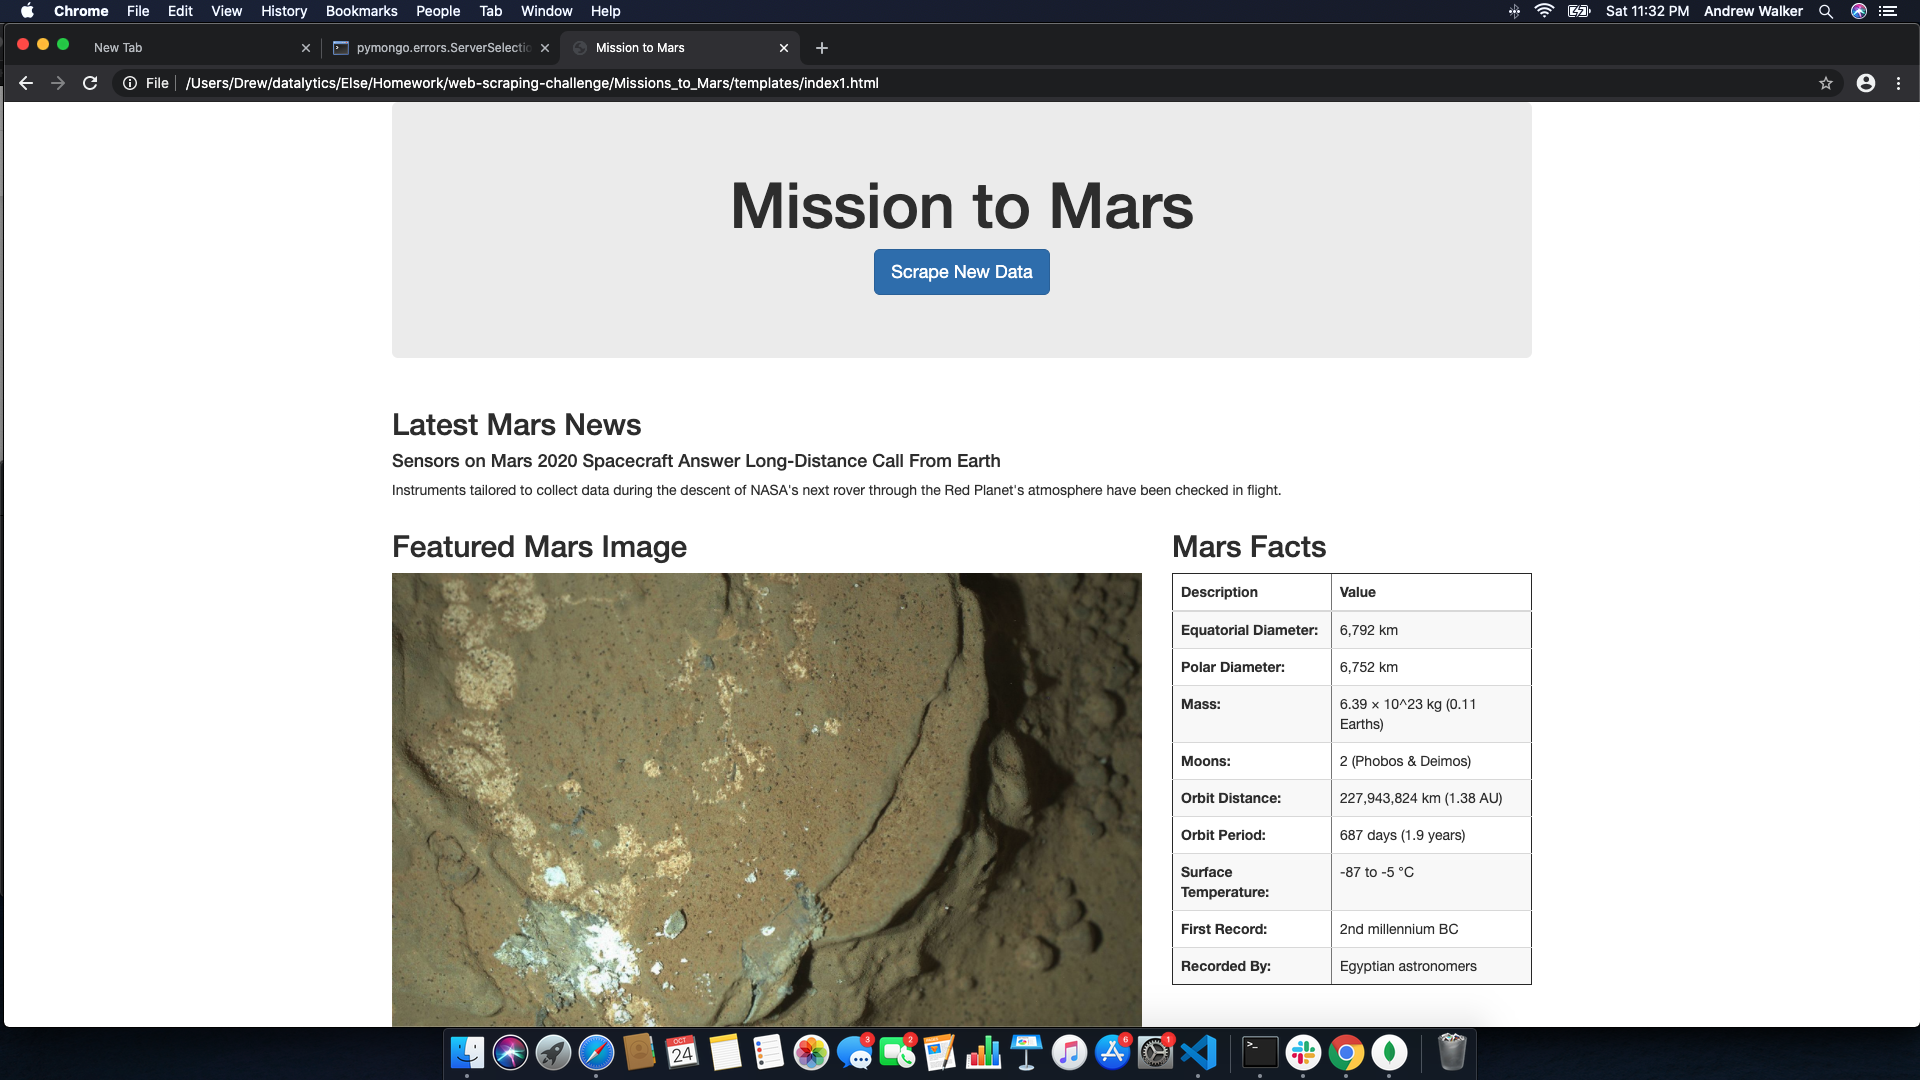 Chrome File Edit View History Bookmarks People Tab Window Help Sat 11:32 PM Andrew Walker
New Tab pymongo.errors.ServerSelectio Mission to Mars
File /Users/Drew/datalytics/Else/Homework/web-scraping-challenge/Missions_to_Mars/templates/index1.html
Mission to Mars
Scrape New Data
Latest Mars News
Sensors on Mars 2020 Spacecraft Answer Long-Distance Call From Earth
Instruments tailored to collect data during the descent of NASA's next rover through the Red Planet's atmosphere have been checked in flight.
Featured Mars Image
Mars Facts
Description Value
Equatorial Diameter: 6,792 km
Polar Diameter: 6,752 km
Mass: 6.39 × 10^23 kg (0.11
Earths)
Moons: 2 (Phobos & Deimos)
Orbit Distance: 227,943,824 km (1.38 AU)
Orbit Period: 687 days (1.9 years)
Surface -87 to -5 °C
Temperature:
First Record: 2nd millennium BC
Recorded By: Egyptian astronomers
OCT
24
3
2
6
1